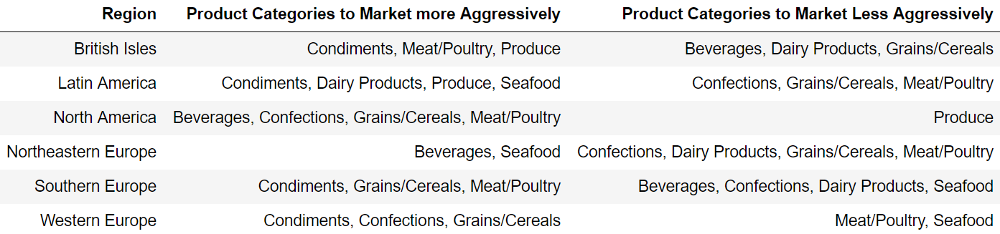 Region Product Categories to Market more Aggressively Product Categories to Market Less Aggressively
British Isles Condiments, Meat/Poultry, Produce Beverages, Dairy Products, Grains/Cereals
Latin America Condiments, Dairy Products, Produce, Seafood Confections, Grains/Cereals, Meat/Poultry
North America Beverages, Confections, Grains/Cereals, Meat/Poultry Produce
Northeastern Europe Beverages, Seafood Confections, Dairy Products, Grains/Cereals, Meat/Poultry
Southern Europe Condiments, Grains/Cereals, Meat/Poultry Beverages, Confections, Dairy Products, Seafood
Western Europe Condiments, Confections, Grains/Cereals Meat/Poultry, Seafood